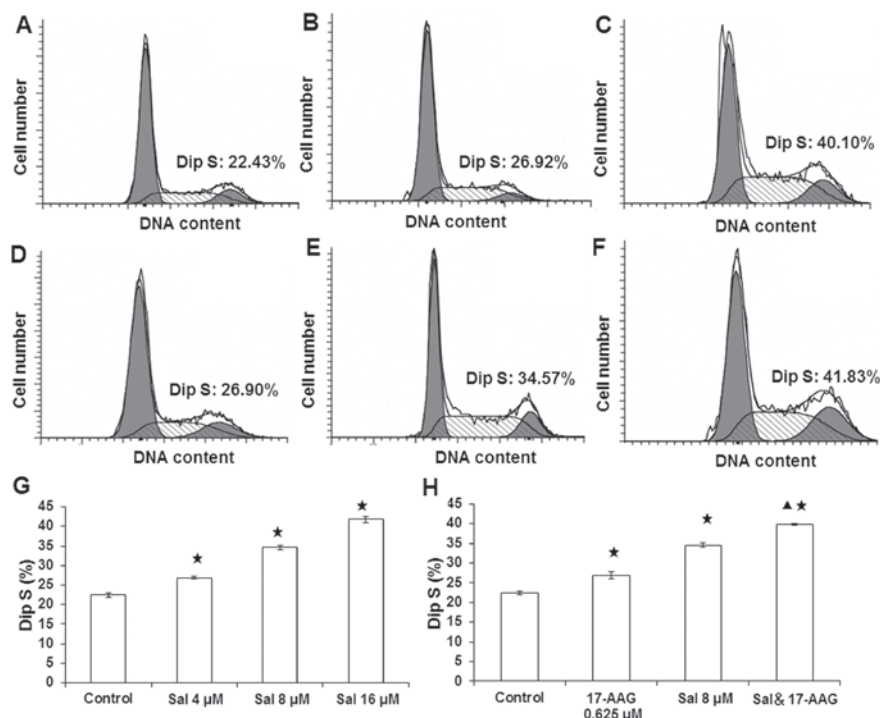 A
B
C
Cell number
Cell number
Cell number
Dip S: 22.43%
Dip S: 26.92%
Dip S: 40.10%
DNA content
DNA content
DNA content
D
E
F
Cell number
Cell number
Cell number
Dip S: 26.90%
Dip S: 34.57%
Dip S: 41.83%
DNA content
DNA content
DNA content
G
Dip S (%)
45
40
35
30
25
20
15
10
5
0
Control Sal 4 µM Sal 8 µM Sal 16 µM
H
Dip S (%)
45
40
35
30
25
20
15
10
5
0
Control 17-AAG Sal 8 µM Sal& 17-AAG
0.625 µM